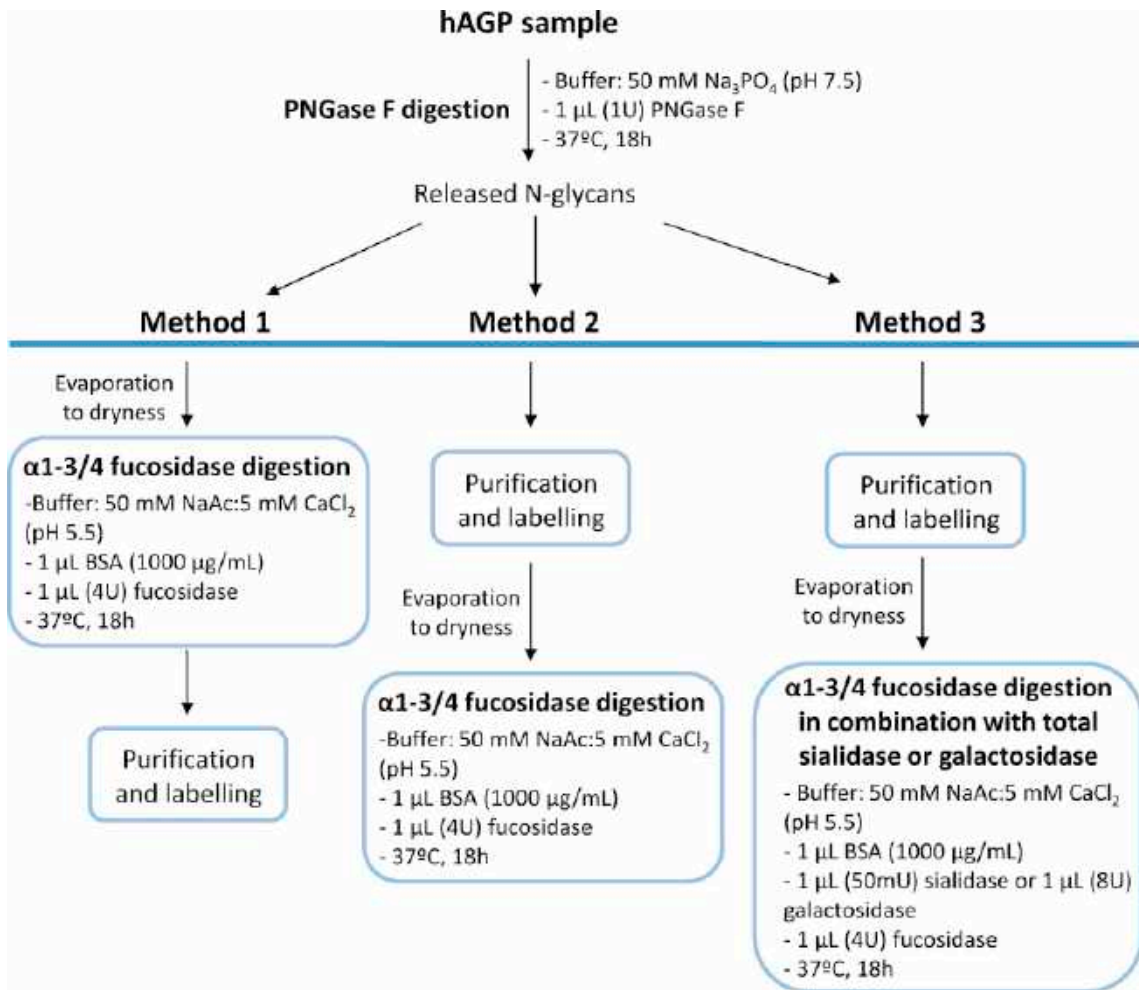 hAGP sample
PNGase F digestion
- Buffer: 50 mM Na₃PO₄ (pH 7.5)
- 1 µL (1U) PNGase F
- 37ºC, 18h
Released N-glycans
Method 1
Method 2
Method 3
Evaporation
to dryness
α1-3/4 fucosidase digestion
-Buffer: 50 mM NaAc:5 mM CaCl₂
(pH 5.5)
- 1 µL BSA (1000 µg/mL)
- 1 µL (4U) fucosidase
- 37ºC, 18h
Purification
and labelling
Purification
and labelling
Evaporation
to dryness
α1-3/4 fucosidase digestion
-Buffer: 50 mM NaAc:5 mM CaCl₂
(pH 5.5)
- 1 µL BSA (1000 µg/mL)
- 1 µL (4U) fucosidase
- 37ºC, 18h
Purification
and labelling
Evaporation
to dryness
α1-3/4 fucosidase digestion
in combination with total
sialidase or galactosidase
- Buffer: 50 mM NaAc:5 mM CaCl₂
(pH 5.5)
- 1 µL BSA (1000 µg/mL)
- 1 µL (50mU) sialidase or 1 µL (8U)
galactosidase
- 1 µL (4U) fucosidase
- 37ºC, 18h